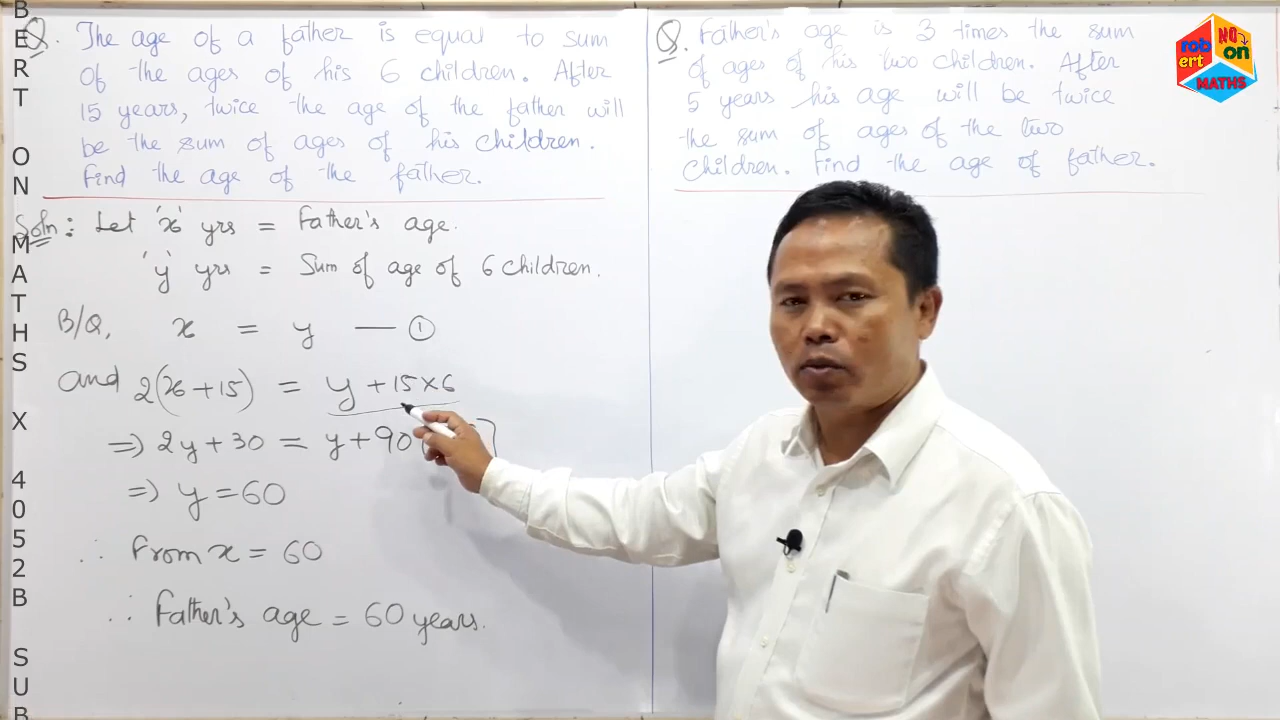 Q. The age of a father is equal to sum
of the ages of his 6 children. After
15 years, twice the age of the father will
be the sum of ages of his children.
Find the age of the father.
Soln: Let 'x' yrs = Father's age.
'y' yrs = Sum of age of 6 children.
B/Q, x = y — ①
and 2(x+15) = y+15×6
⇒ 2y+30 = y+90
⇒ y=60
∴ From x = 60
∴ Father's age = 60 years.
Q. Father's age is 3 times the sum
of ages of his two children. After
5 years his age will be twice
the sum of ages of the two
children. Find the age of father.
rob ert
NO on
MATHS
BERT ON MATHS X 4052B SUB